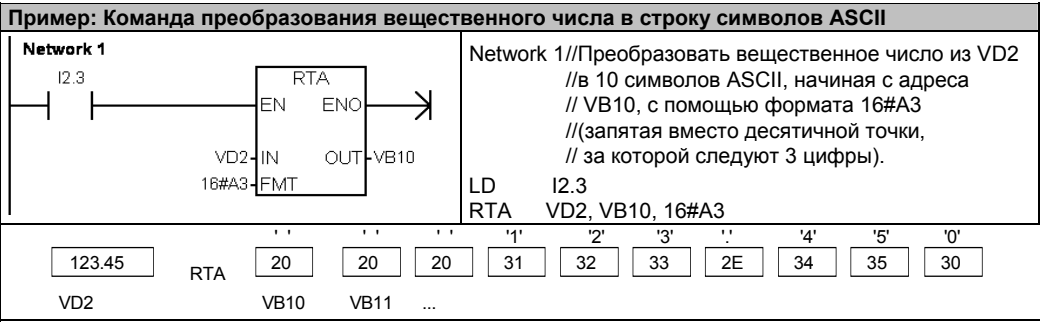 Пример: Команда преобразования вещественного числа в строку символов ASCII
Network 1
I2.3
RTA
EN ENO
VD2 IN OUT VB10
16#A3 FMT
Network 1//Преобразовать вещественное число из VD2
//в 10 символов ASCII, начиная с адреса
// VB10, с помощью формата 16#A3
//(запятая вместо десятичной точки,
// за которой следуют 3 цифры).
LD I2.3
RTA VD2, VB10, 16#A3
' ' ' ' ' ' '1' '2' '3' '.' '4' '5' '0'
123.45 RTA 20 20 20 31 32 33 2E 34 35 30
VD2 VB10 VB11 ...